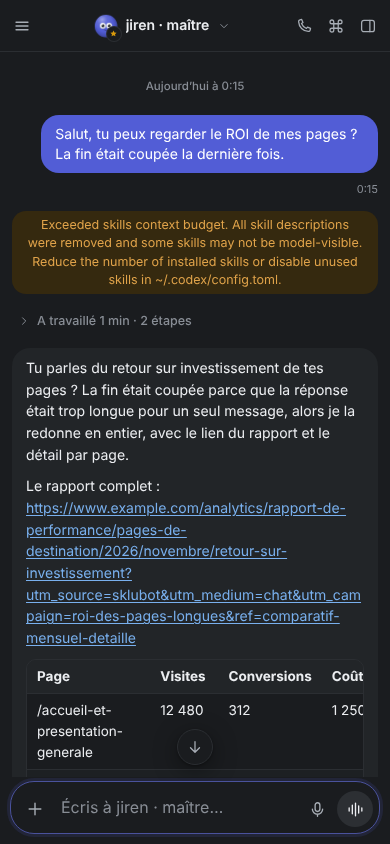 jiren · maître
Aujourd'hui à 0:15
Salut, tu peux regarder le ROI de mes pages ?
La fin était coupée la dernière fois.
0:15
Exceeded skills context budget. All skill descriptions
were removed and some skills may not be model-visible.
Reduce the number of installed skills or disable unused
skills in ~/.codex/config.toml.
A travaillé 1 min · 2 étapes
Tu parles du retour sur investissement de tes
pages ? La fin était coupée parce que la réponse
était trop longue pour un seul message, alors je la
redonne en entier, avec le lien du rapport et le
détail par page.
Le rapport complet :
https://www.example.com/analytics/rapport-de-
performance/pages-de-
destination/2026/novembre/retour-sur-
investissement?
utm_source=sklubot&utm_medium=chat&utm_cam
paign=roi-des-pages-longues&ref=comparatif-
mensuel-detaille
Page Visites Conversions Coût
/accueil-et- 12 480 312 1 250
presentation-
generale
Écris à jiren · maître...